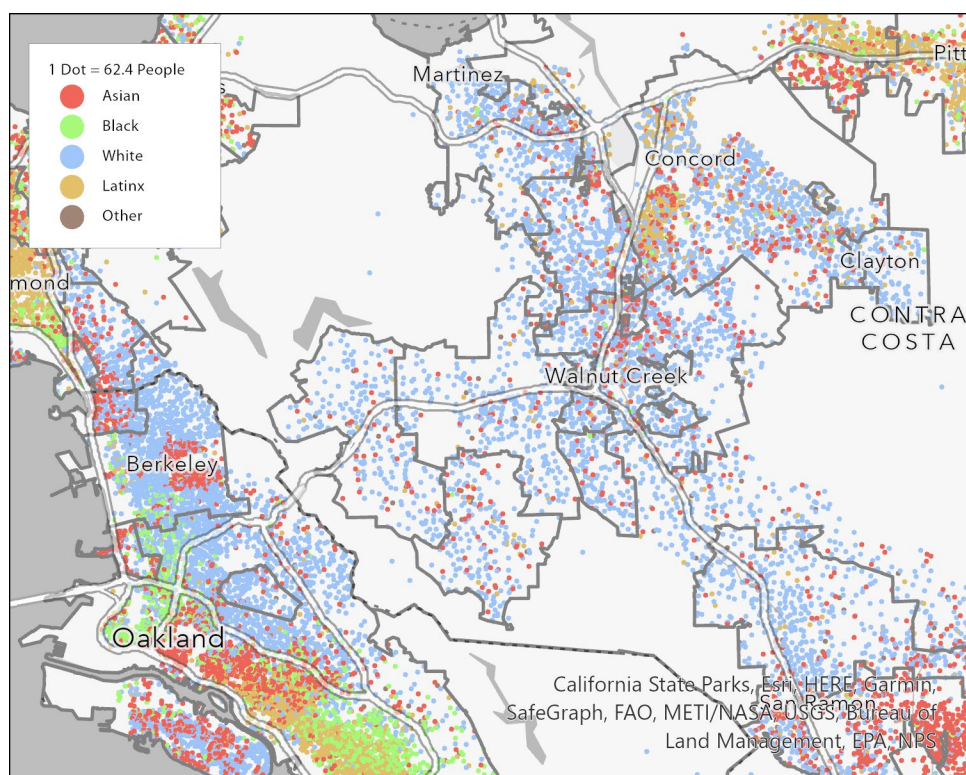 1 Dot = 62.4 People
Asian
Black
White
Latinx
Other
s
Martinez
Pitt
Concord
Clayton
mond
CONTRA
COSTA
Walnut Creek
Berkeley
Oakland
San Ramon
California State Parks, Esri, HERE, Garmin,
SafeGraph, FAO, METI/NASA, USGS, Bureau of
Land Management, EPA, NPS